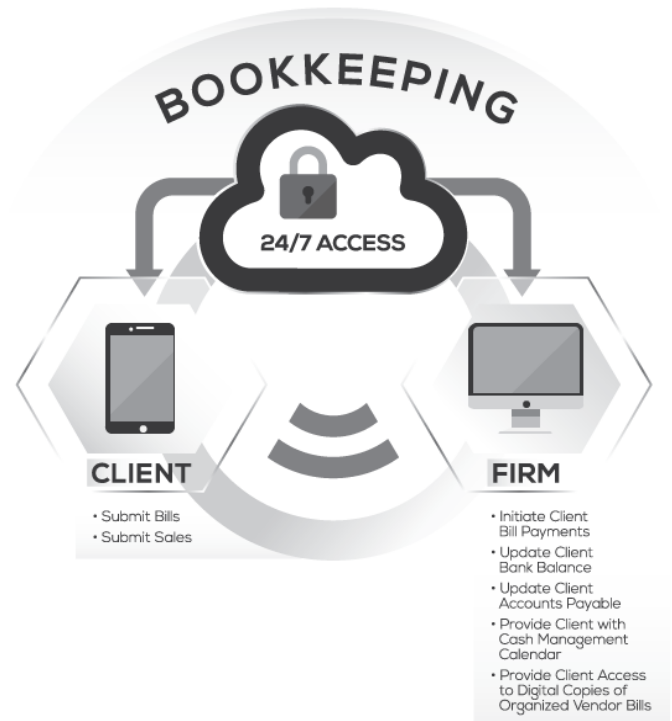 BOOKKEEPING
24/7 ACCESS
CLIENT
• Submit Bills
• Submit Sales
FIRM
• Initiate Client
Bill Payments
• Update Client
Bank Balance
• Update Client
Accounts Payable
• Provide Client with
Cash Management
Calendar
• Provide Client Access
to Digital Copies of
Organized Vendor Bills